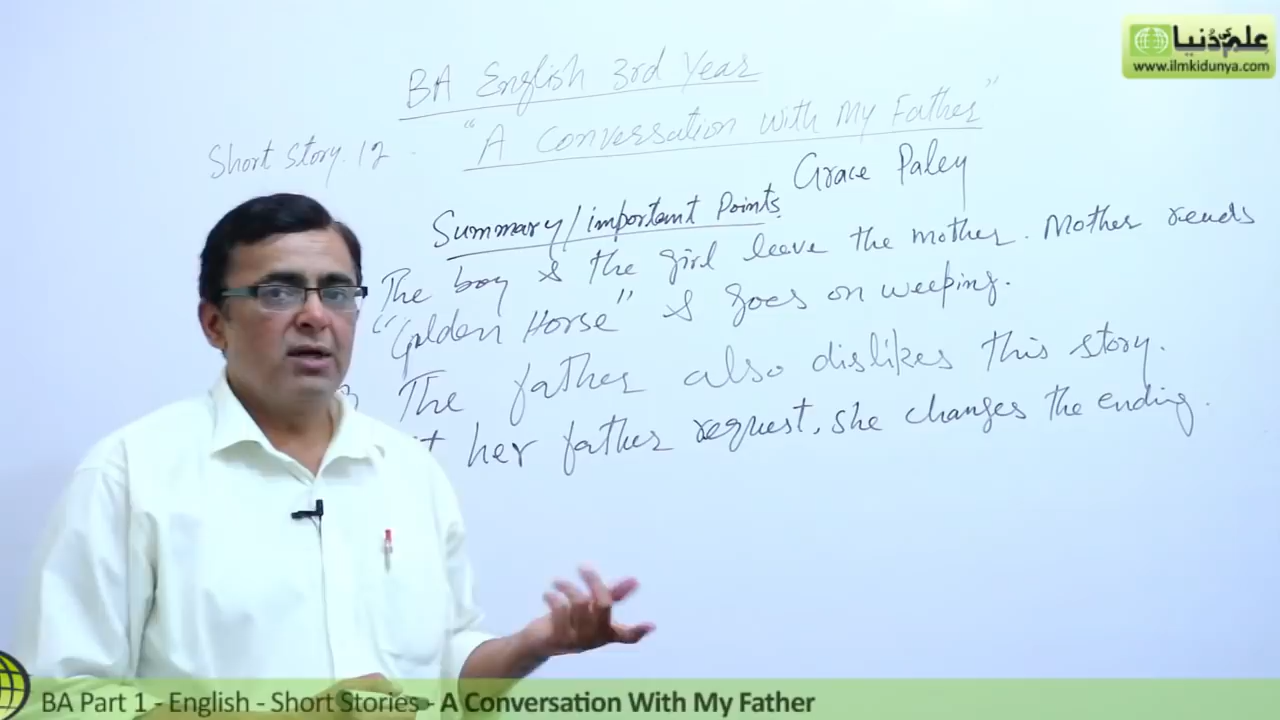 علم کی دنیا
www.ilmkidunya.com
BA English 3rd Year
"A Conversation with My Father"
Short Story. 12
Grace Paley
Summary/important Points
The boy & the girl leave the mother. Mother reads
"Golden Horse" & goes on weeping.
The father also dislikes this story.
her father request, she changes the ending.
BA Part 1 - English - Short Stories - A Conversation With My Father